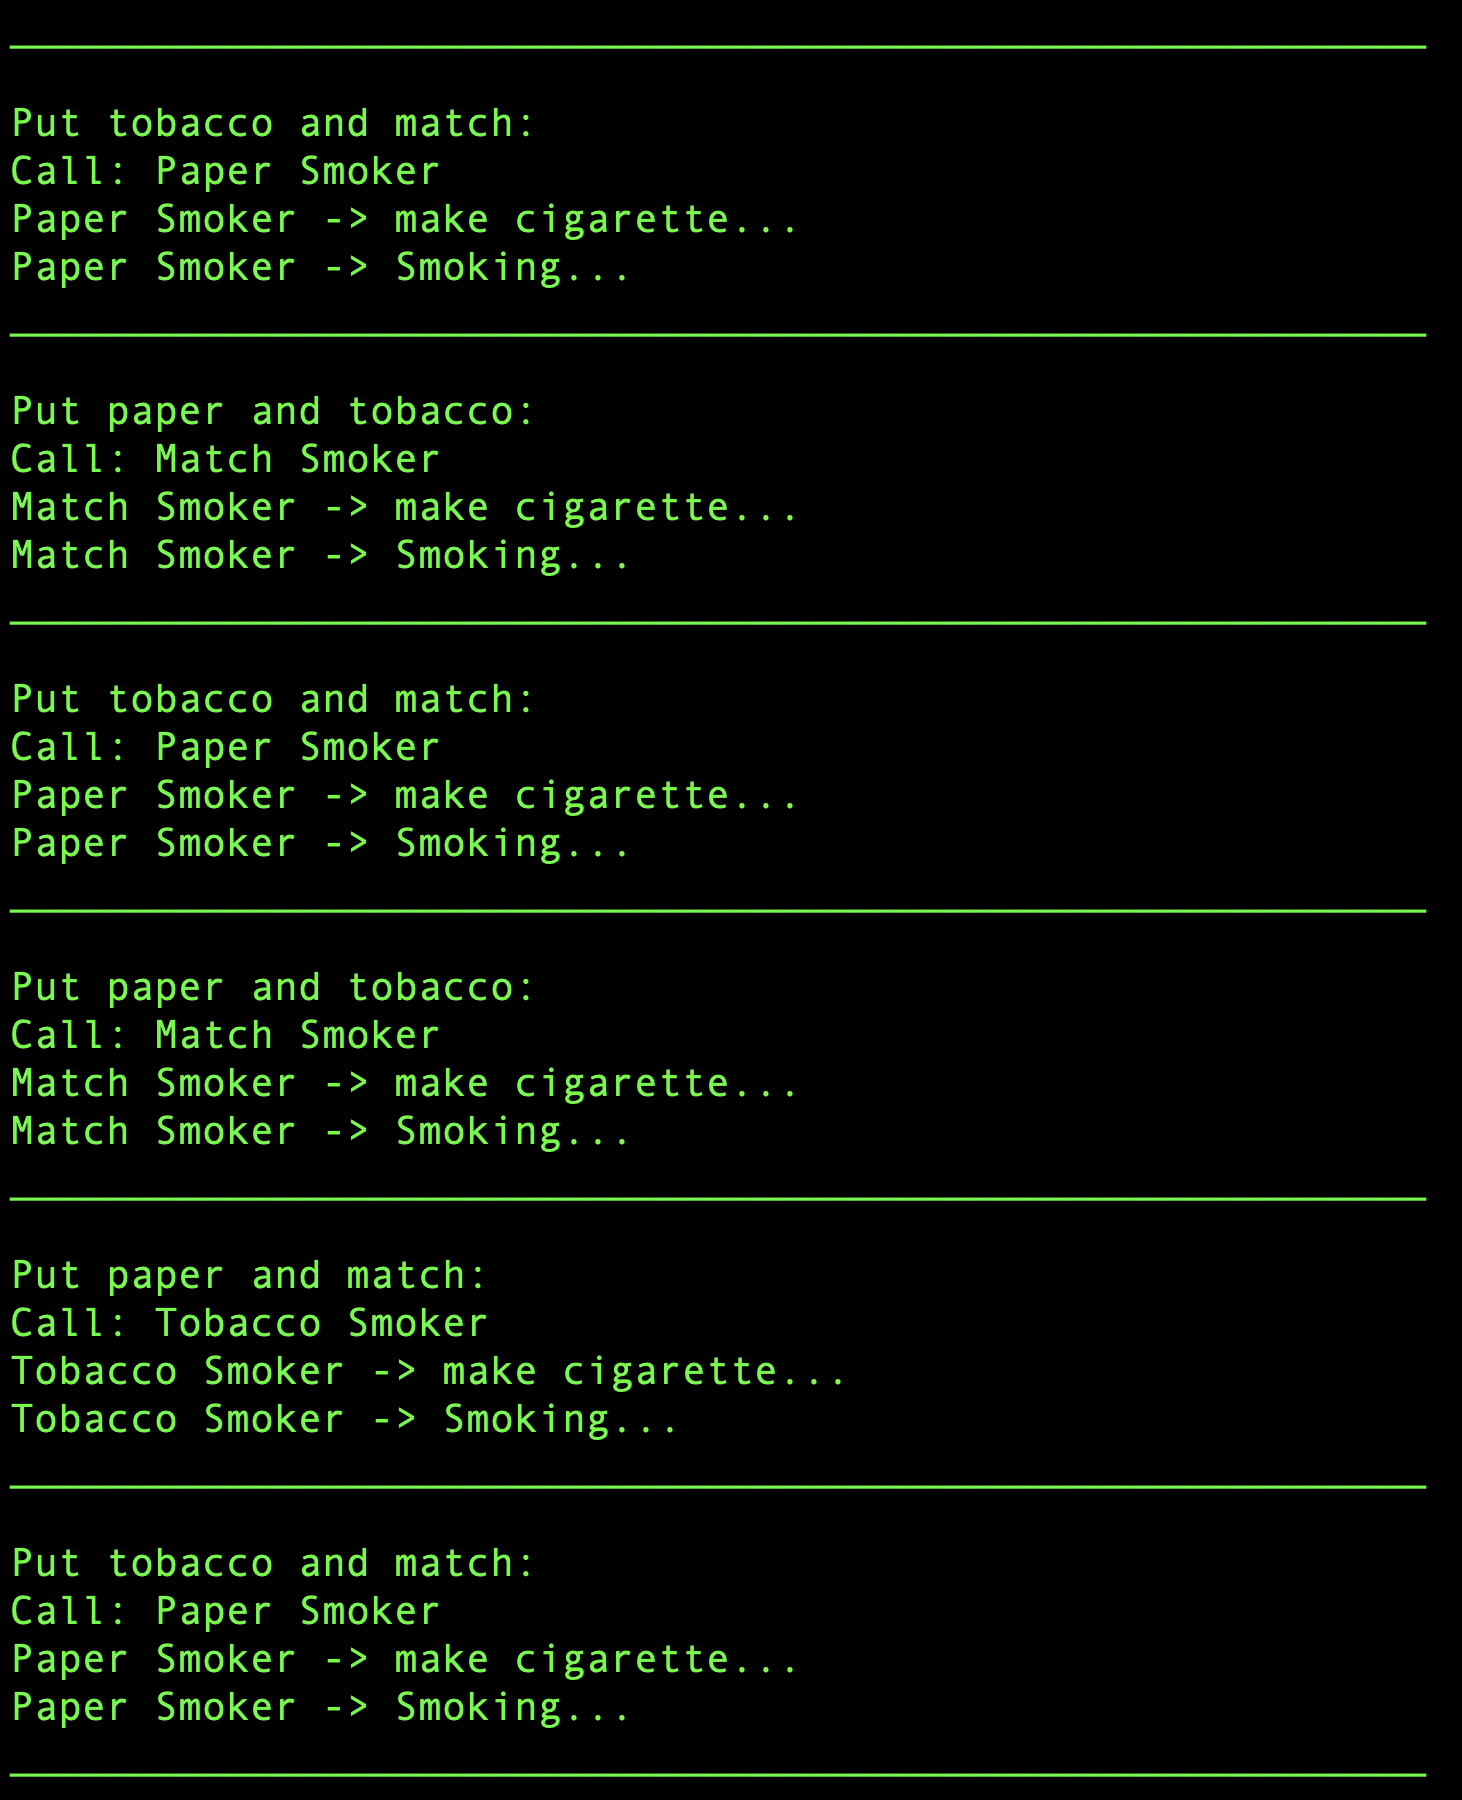 Put tobacco and match:
Call: Paper Smoker
Paper Smoker -> make cigarette...
Paper Smoker -> Smoking...
Put paper and tobacco:
Call: Match Smoker
Match Smoker -> make cigarette...
Match Smoker -> Smoking...
Put tobacco and match:
Call: Paper Smoker
Paper Smoker -> make cigarette...
Paper Smoker -> Smoking...
Put paper and tobacco:
Call: Match Smoker
Match Smoker -> make cigarette...
Match Smoker -> Smoking...
Put paper and match:
Call: Tobacco Smoker
Tobacco Smoker -> make cigarette...
Tobacco Smoker -> Smoking...
Put tobacco and match:
Call: Paper Smoker
Paper Smoker -> make cigarette...
Paper Smoker -> Smoking...